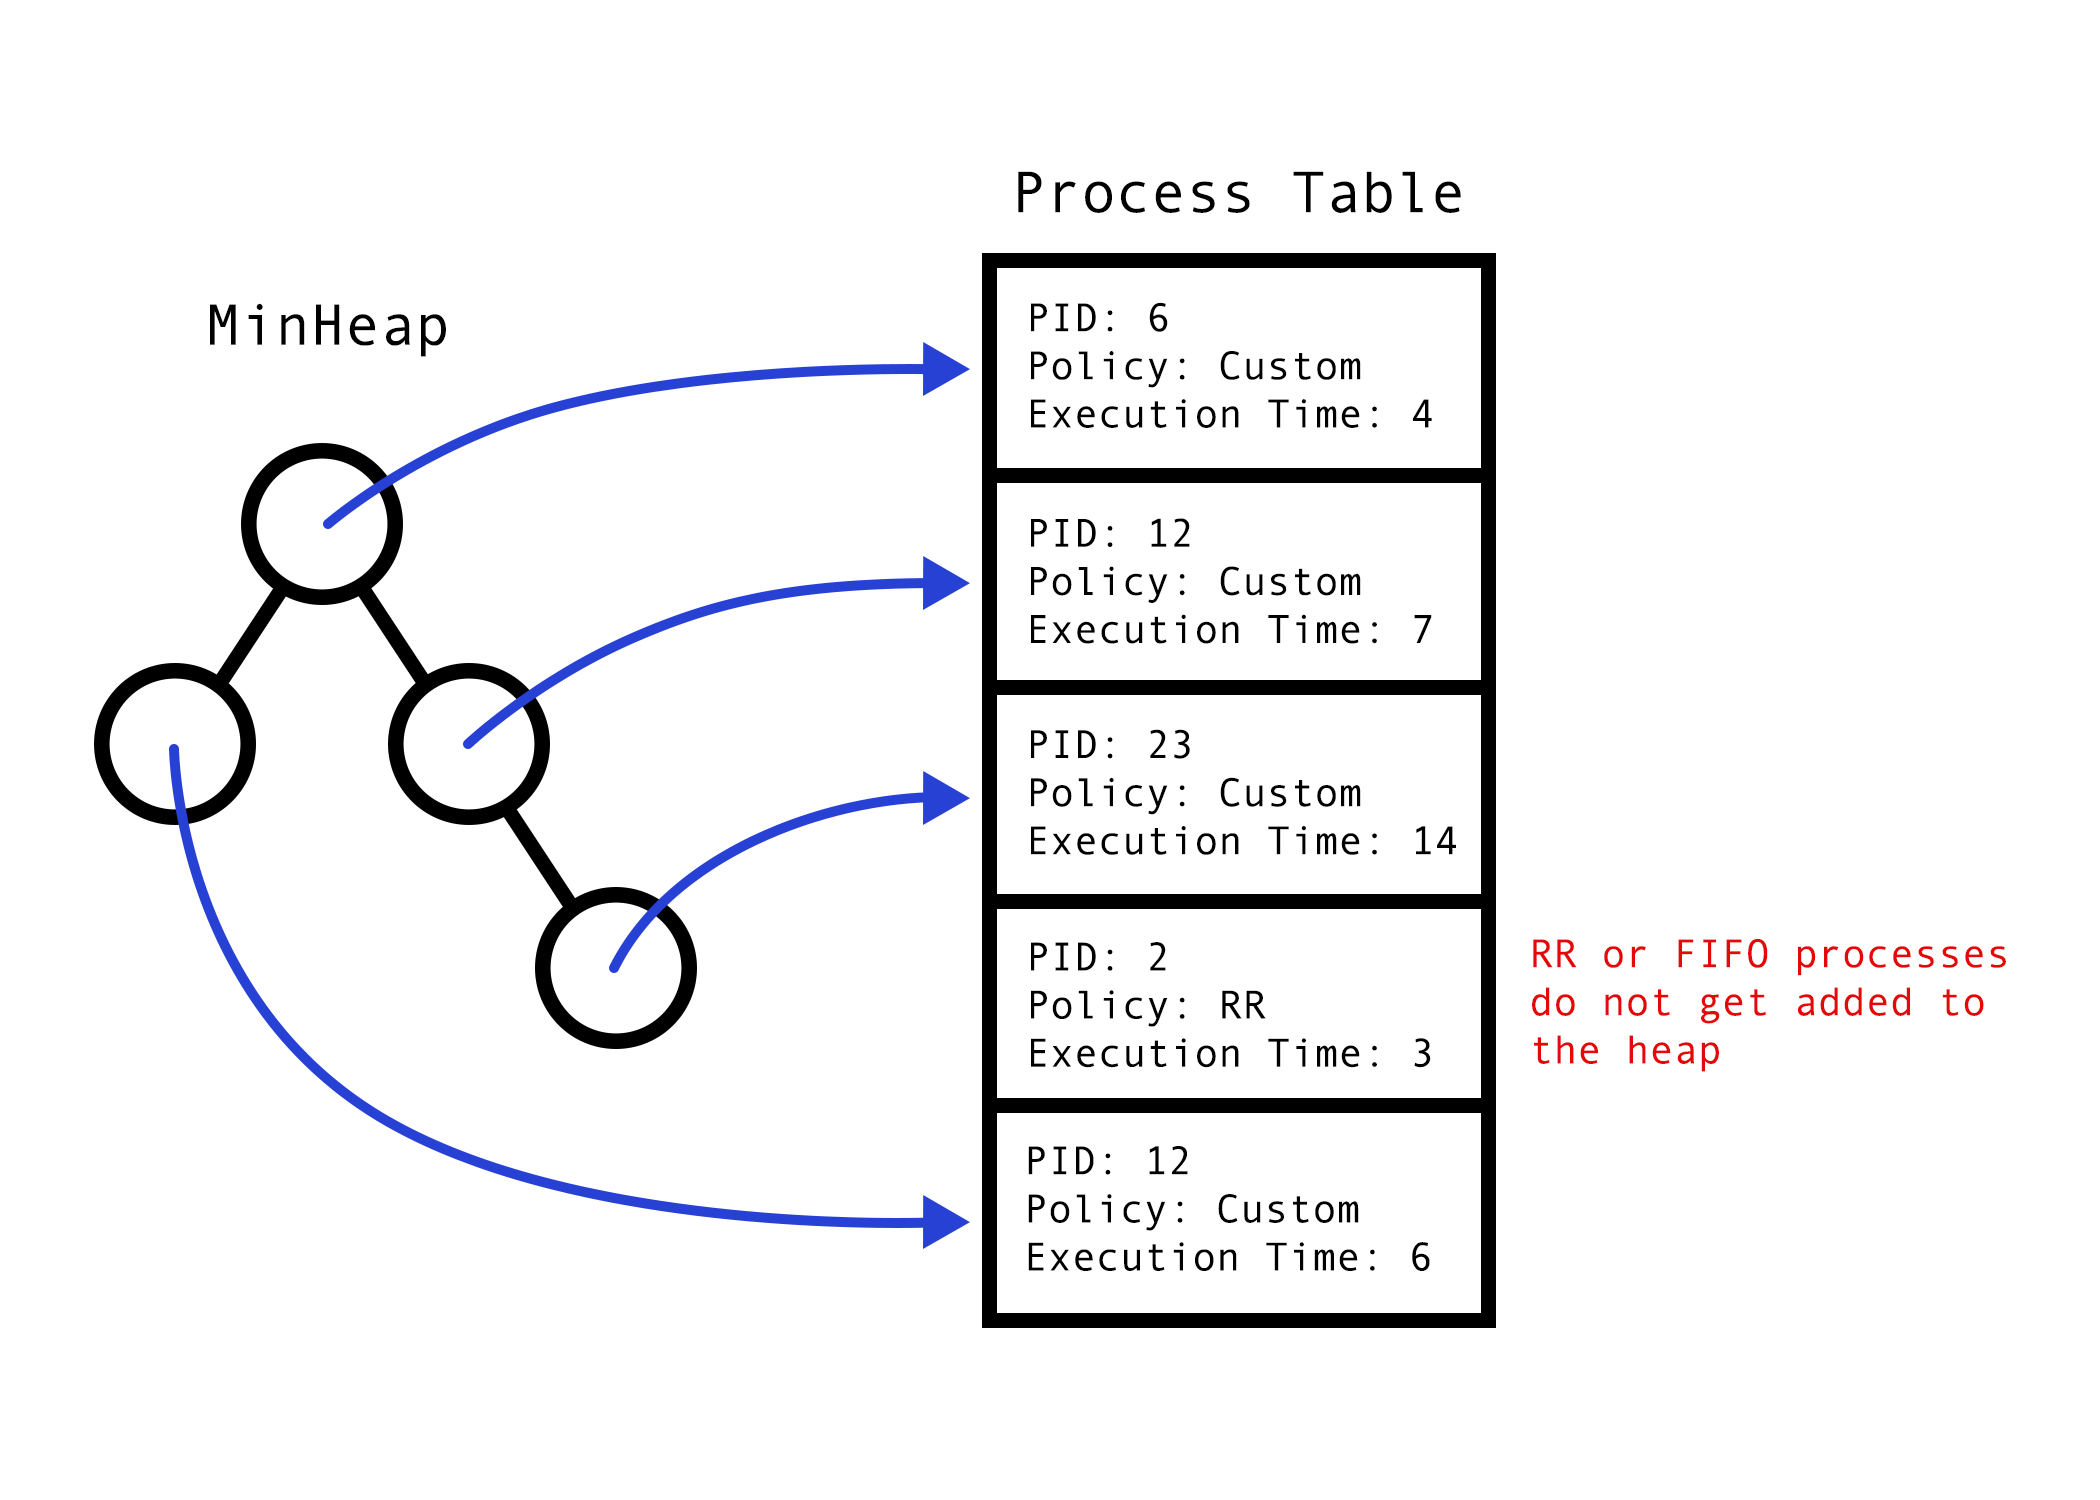 Process Table
MinHeap
PID: 6
Policy: Custom
Execution Time: 4
PID: 12
Policy: Custom
Execution Time: 7
PID: 23
Policy: Custom
Execution Time: 14
PID: 2
Policy: RR
Execution Time: 3
RR or FIFO processes
do not get added to
the heap
PID: 12
Policy: Custom
Execution Time: 6